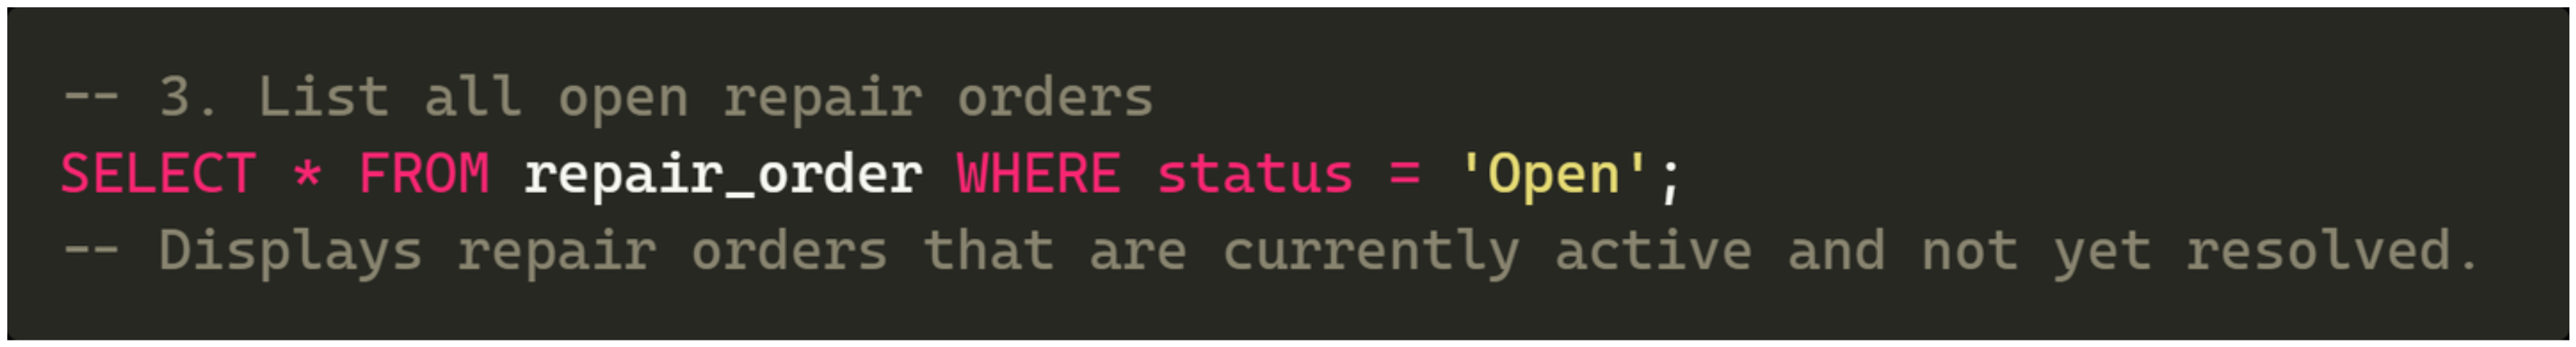 -- 3. List all open repair orders
SELECT * FROM repair_order WHERE status = 'Open';
-- Displays repair orders that are currently active and not yet resolved.